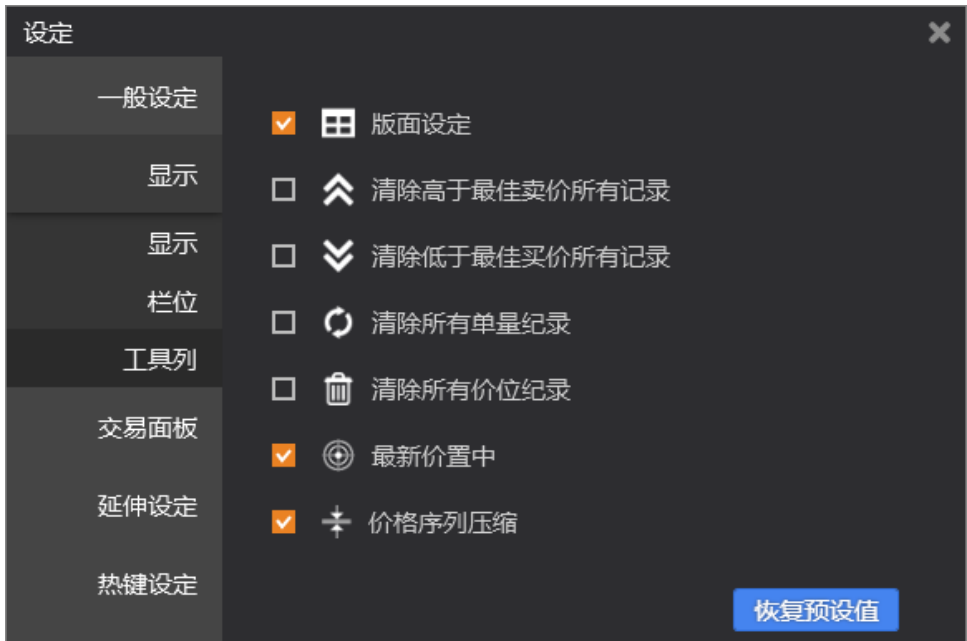 设定
一般设定
显示
显示
栏位
工具列
交易面板
延伸设定
热键设定
版面设定
清除高于最佳卖价所有记录
清除低于最佳买价所有记录
清除所有单量纪录
清除所有价位纪录
最新价置中
价格序列压缩
恢复预设值